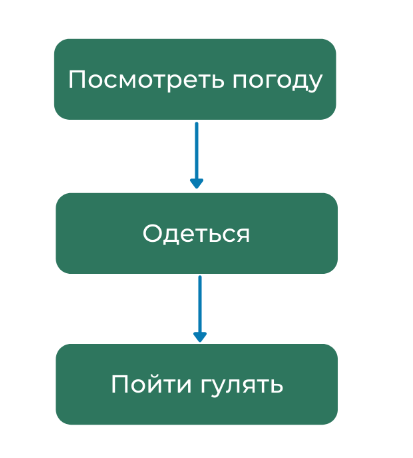 Посмотреть погоду
Одеться
Пойти гулять